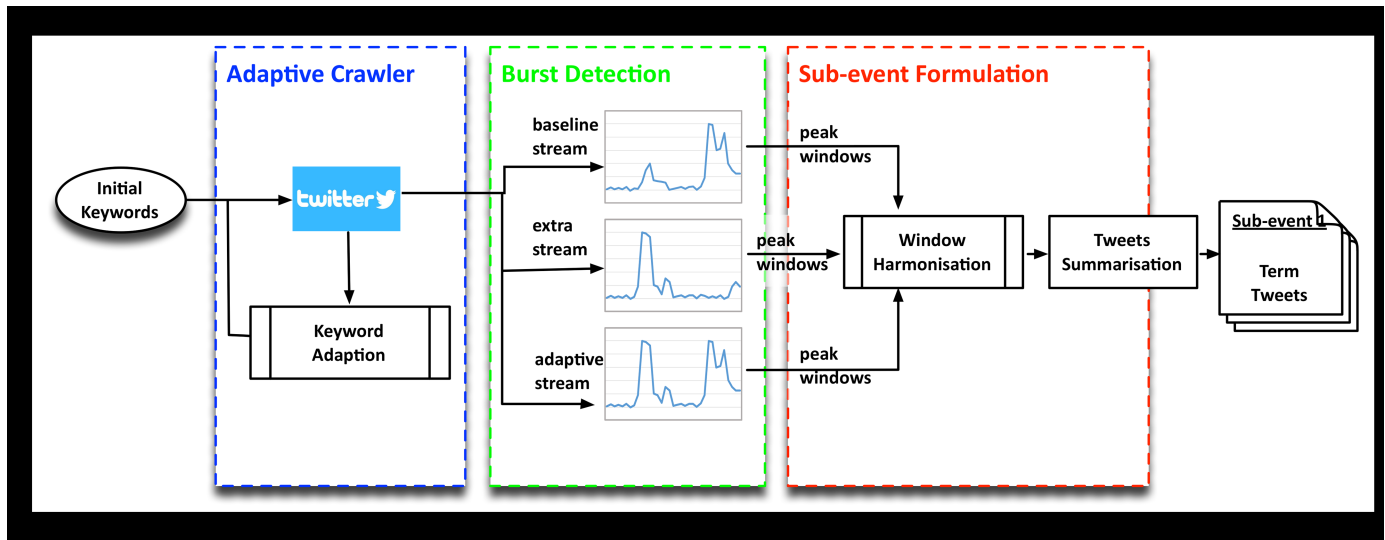 Adaptive Crawler
Burst Detection
Sub-event Formulation
Initial
Keywords
twitter
Keyword
Adaption
baseline
stream
extra
stream
adaptive
stream
peak
windows
peak
windows
peak
windows
Window
Harmonisation
Tweets
Summarisation
Sub-event 1
Term
Tweets